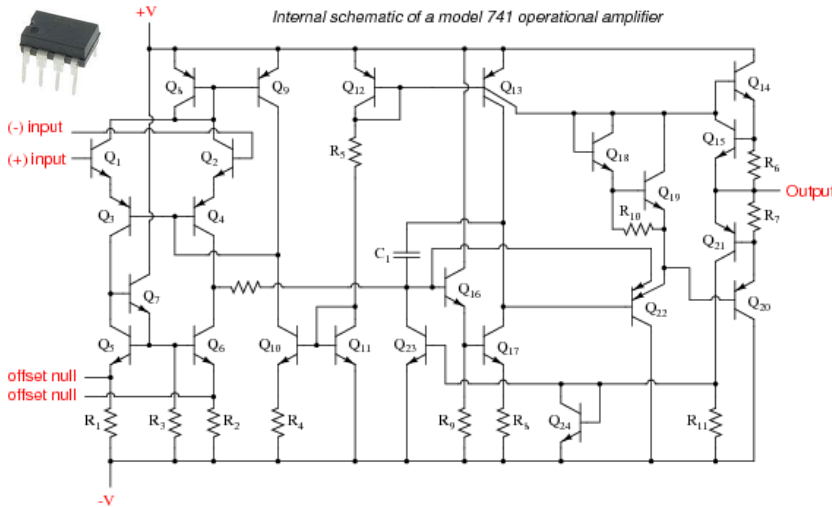 +V
Internal schematic of a model 741 operational amplifier
Q8 Q9 Q12 Q13 Q14
(-) input
(+) input
Q1 Q2 R5 Q18 Q15 R6
Q19
Output
Q3 Q4 R10 R7
C1 Q21
Q7 Q16 Q22 Q20
Q5 Q6 Q10 Q11 Q23 Q17
offset null
offset null
R1 R3 R2 R4 R9 R8 Q24 R11
-V